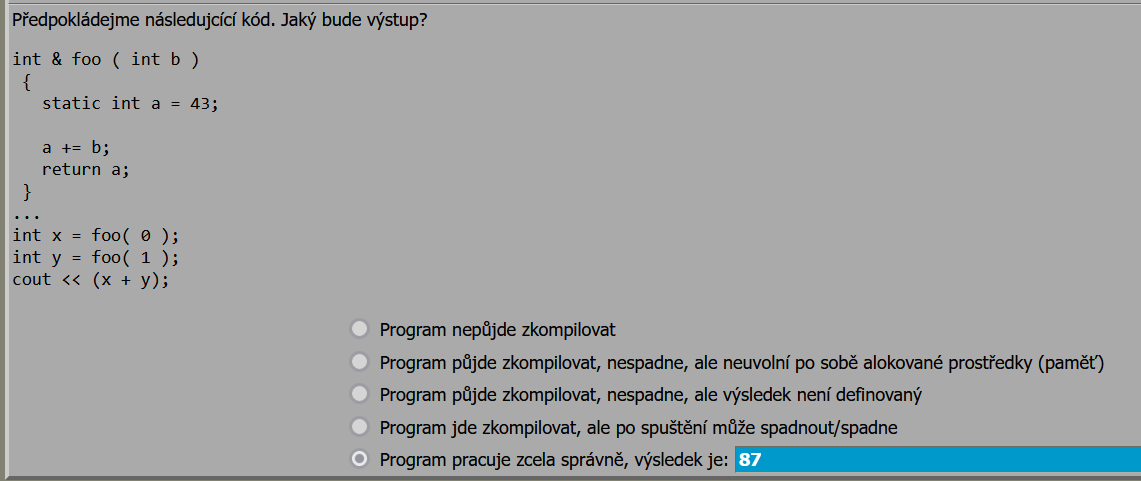 Předpokládejme následujcící kód. Jaký bude výstup?
int & foo ( int b )
{
static int a = 43;
a += b;
return a;
}
...
int x = foo( 0 );
int y = foo( 1 );
cout << (x + y);
Program nepůjde zkompilovat
Program půjde zkompilovat, nespadne, ale neuvolní po sobě alokované prostředky (paměť)
Program půjde zkompilovat, nespadne, ale výsledek není definovaný
Program jde zkompilovat, ale po spuštění může spadnout/spadne
Program pracuje zcela správně, výsledek je: 87